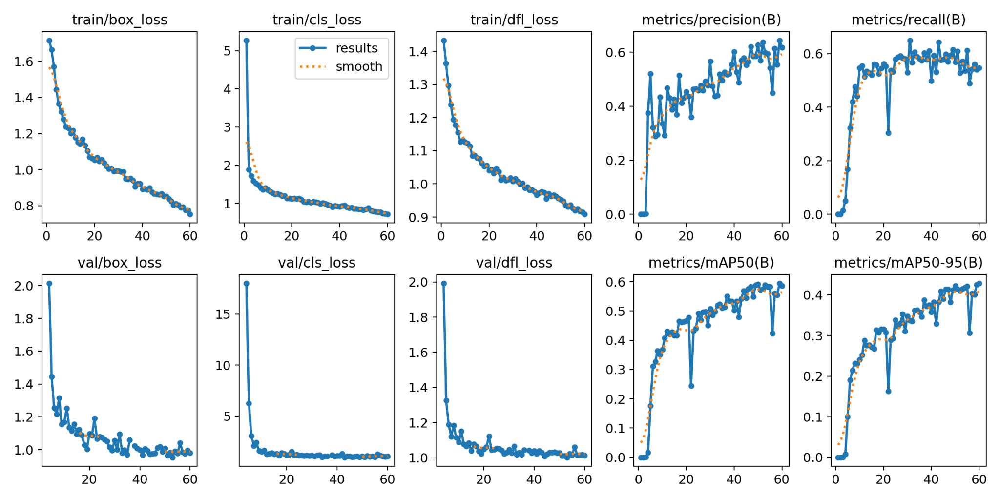 train/box_loss
train/cls_loss
train/dfl_loss
metrics/precision(B)
metrics/recall(B)
1.6
1.4
1.2
1.0
0.8
0 20 40 60
results
smooth
5
4
3
2
1
0 20 40 60
1.4
1.3
1.2
1.1
1.0
0.9
0 20 40 60
0.6
0.4
0.2
0.0
0 20 40 60
0.6
0.4
0.2
0.0
0 20 40 60
val/box_loss
val/cls_loss
val/dfl_loss
metrics/mAP50(B)
metrics/mAP50-95(B)
2.0
1.8
1.6
1.4
1.2
1.0
20 40 60
15
10
5
20 40 60
2.0
1.8
1.6
1.4
1.2
1.0
20 40 60
0.6
0.5
0.4
0.3
0.2
0.1
0.0
0 20 40 60
0.4
0.3
0.2
0.1
0.0
0 20 40 60